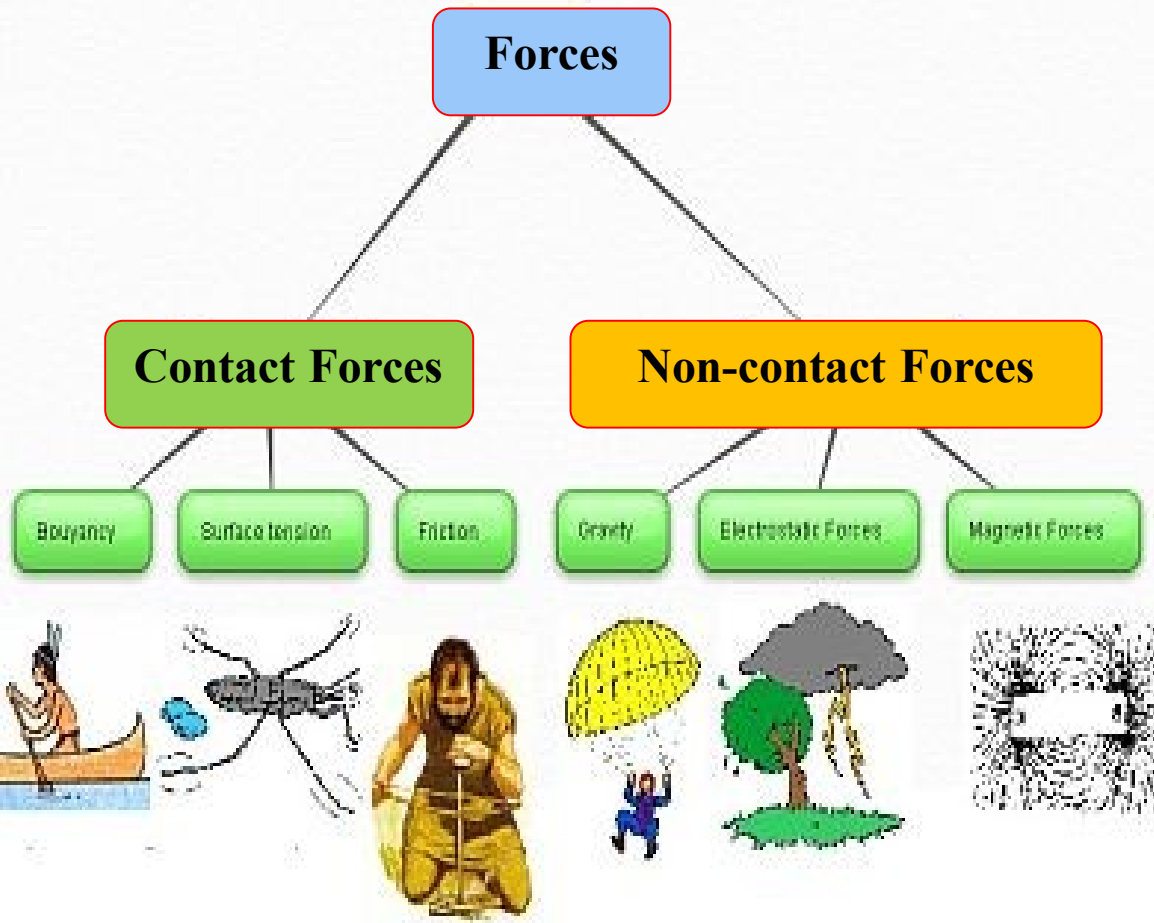 Forces
Contact Forces
Non-contact Forces
Bouyancy
Surface tension
Friction
Gravity
Electrostatic Forces
Magnetic Forces